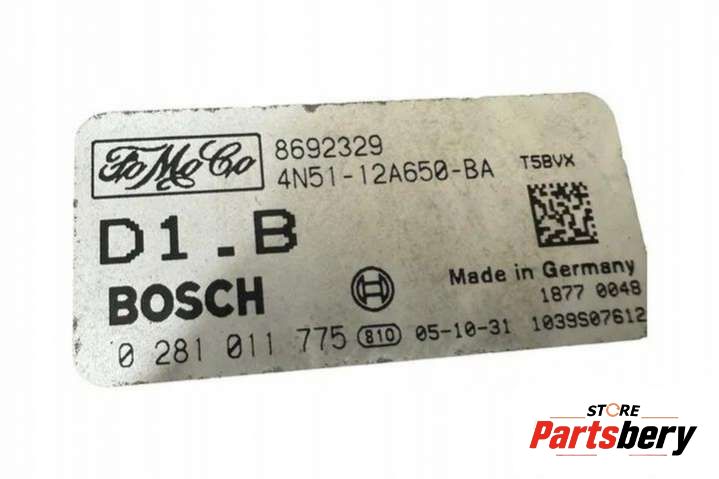 FoMoCo
8692329
4N51-12A650-BA
T5BVX
D1.B
BOSCH
Made in Germany
1877 0048
0 281 011 775 810 05-10-31 1039S07612
STORE
Partsbery